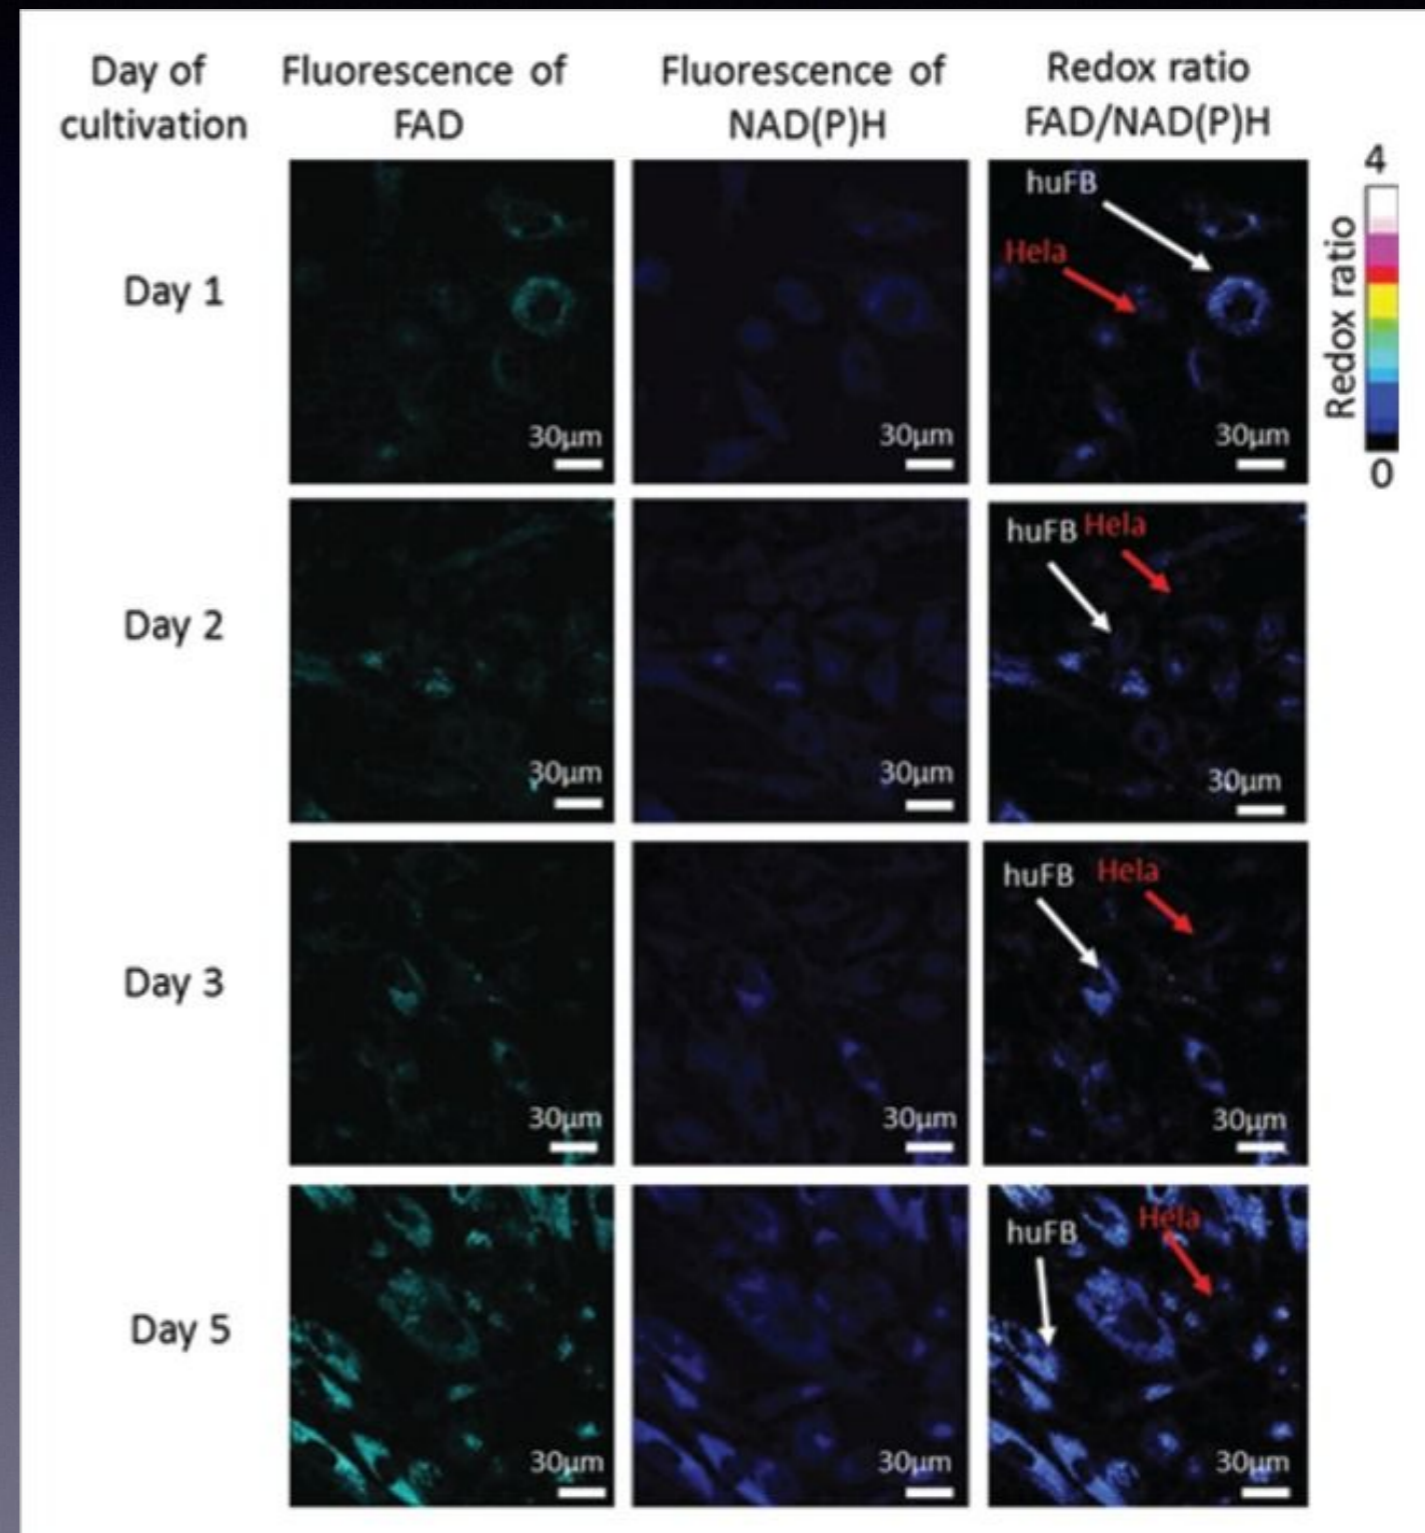 Day of
cultivation
Fluorescence of
FAD
Fluorescence of
NAD(P)H
Redox ratio
FAD/NAD(P)H
4
Redox ratio
0
Day 1
30µm
30µm
huFB
Hela
30µm
Day 2
30µm
30µm
huFB Hela
30µm
Day 3
30µm
30µm
huFB Hela
30µm
Day 5
30µm
30µm
huFB Hela
30µm